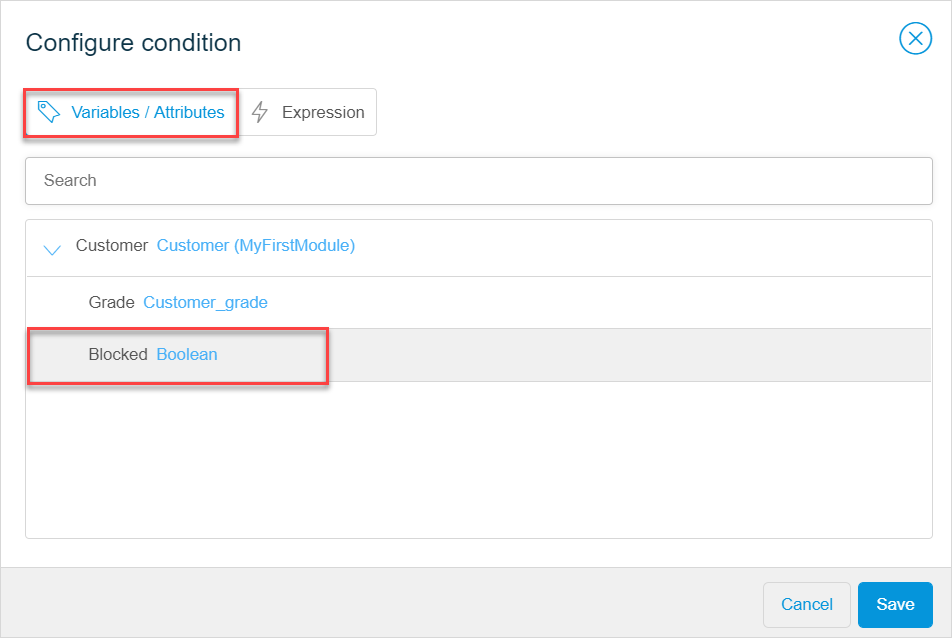 Configure condition
Variables / Attributes Expression
Search
Customer Customer (MyFirstModule)
Grade Customer_grade
Blocked Boolean
Cancel Save